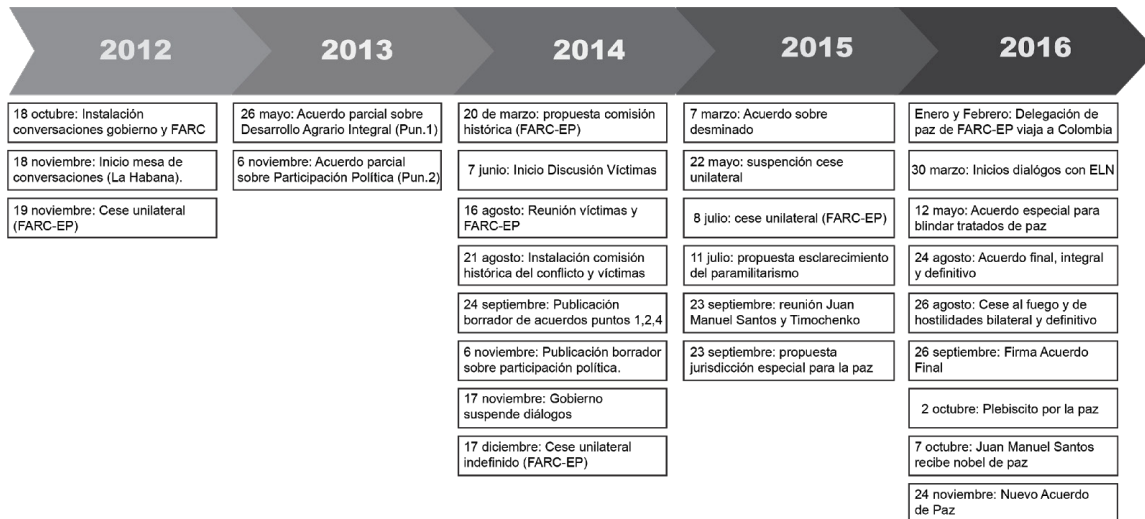 2012
2013
2014
2015
2016
18 octubre: Instalación
conversaciones gobierno y FARC
18 noviembre: Inicio mesa de
conversaciones (La Habana).
19 noviembre: Cese unilateral
(FARC-EP)
26 mayo: Acuerdo parcial sobre
Desarrollo Agrario Integral (Pun.1)
6 noviembre: Acuerdo parcial
sobre Participación Política (Pun.2)
20 de marzo: propuesta comisión
histórica (FARC-EP)
7 junio: Inicio Discusión Víctimas
16 agosto: Reunión víctimas y
FARC-EP
21 agosto: Instalación comisión
histórica del conflicto y víctimas
24 septiembre: Publicación
borrador de acuerdos puntos 1,2,4
6 noviembre: Publicación borrador
sobre participación política.
17 noviembre: Gobierno
suspende diálogos
17 diciembre: Cese unilateral
indefinido (FARC-EP)
7 marzo: Acuerdo sobre
desminado
22 mayo: suspención cese
unilateral
8 julio: cese unilateral (FARC-EP)
11 julio: propuesta esclarecimiento
del paramilitarismo
23 septiembre: reunión Juan
Manuel Santos y Timochenko
23 septiembre: propuesta
jurisdicción especial para la paz
Enero y Febrero: Delegación de
paz de FARC-EP viaja a Colombia
30 marzo: Inicios dialógos con ELN
12 mayo: Acuerdo especial para
blindar tratados de paz
24 agosto: Acuerdo final, integral
y definitivo
26 agosto: Cese al fuego y de
hostilidades bilateral y definitivo
26 septiembre: Firma Acuerdo
Final
2 octubre: Plebiscito por la paz
7 octubre: Juan Manuel Santos
recibe nobel de paz
24 noviembre: Nuevo Acuerdo
de Paz